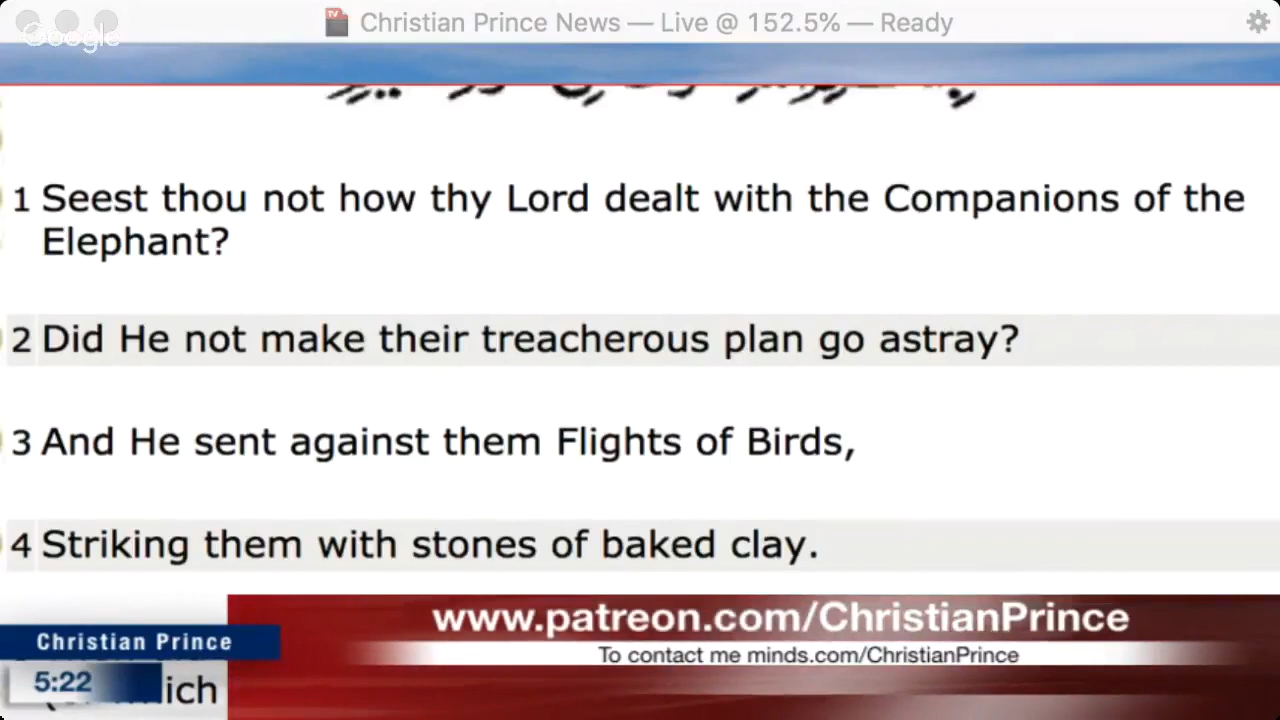 Christian Prince News — Live @ 152.5% — Ready
Google
1 Seest thou not how thy Lord dealt with the Companions of the
Elephant?
2 Did He not make their treacherous plan go astray?
3 And He sent against them Flights of Birds,
4 Striking them with stones of baked clay.
www.patreon.com/ChristianPrince
Christian Prince
To contact me minds.com/ChristianPrince
5:22